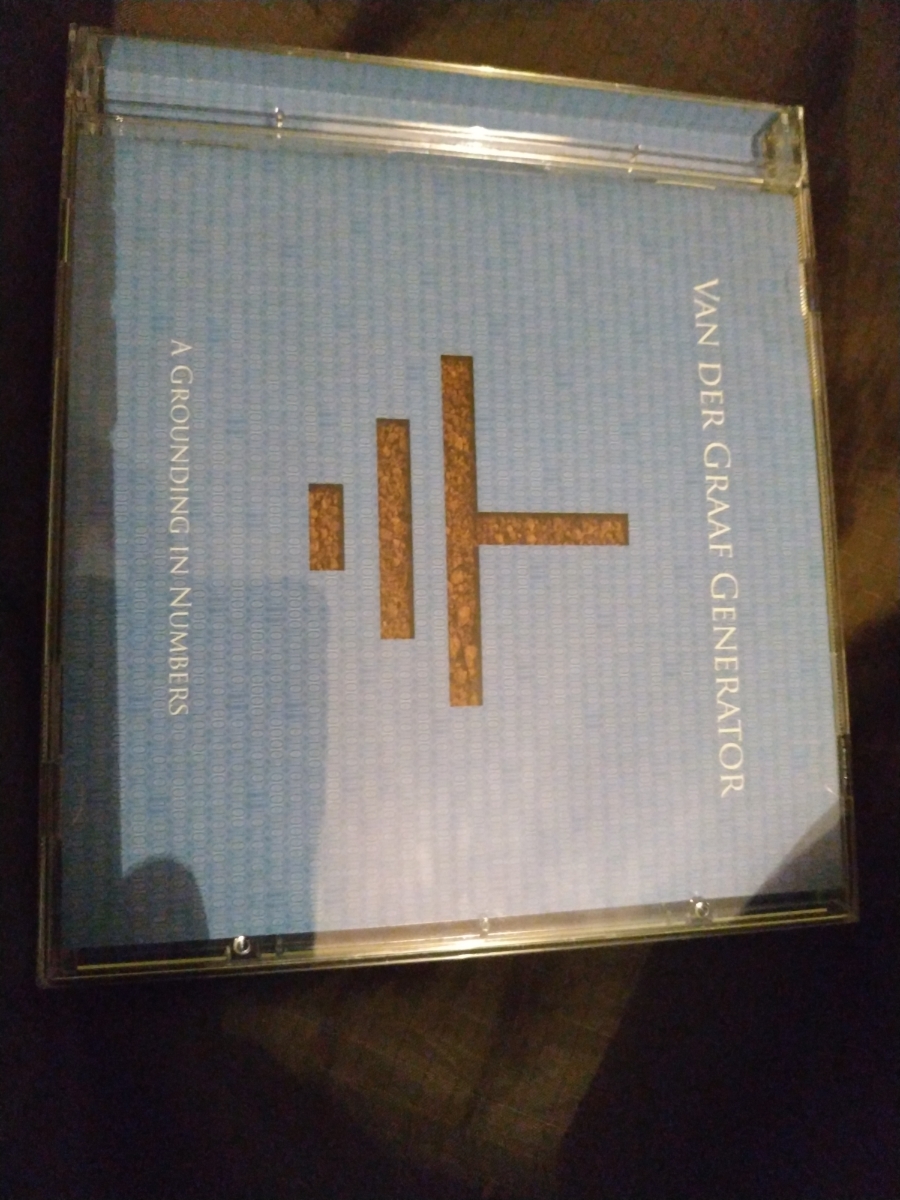 VAN DER GRAAF GENERATOR
A GROUNDING IN NUMBERS